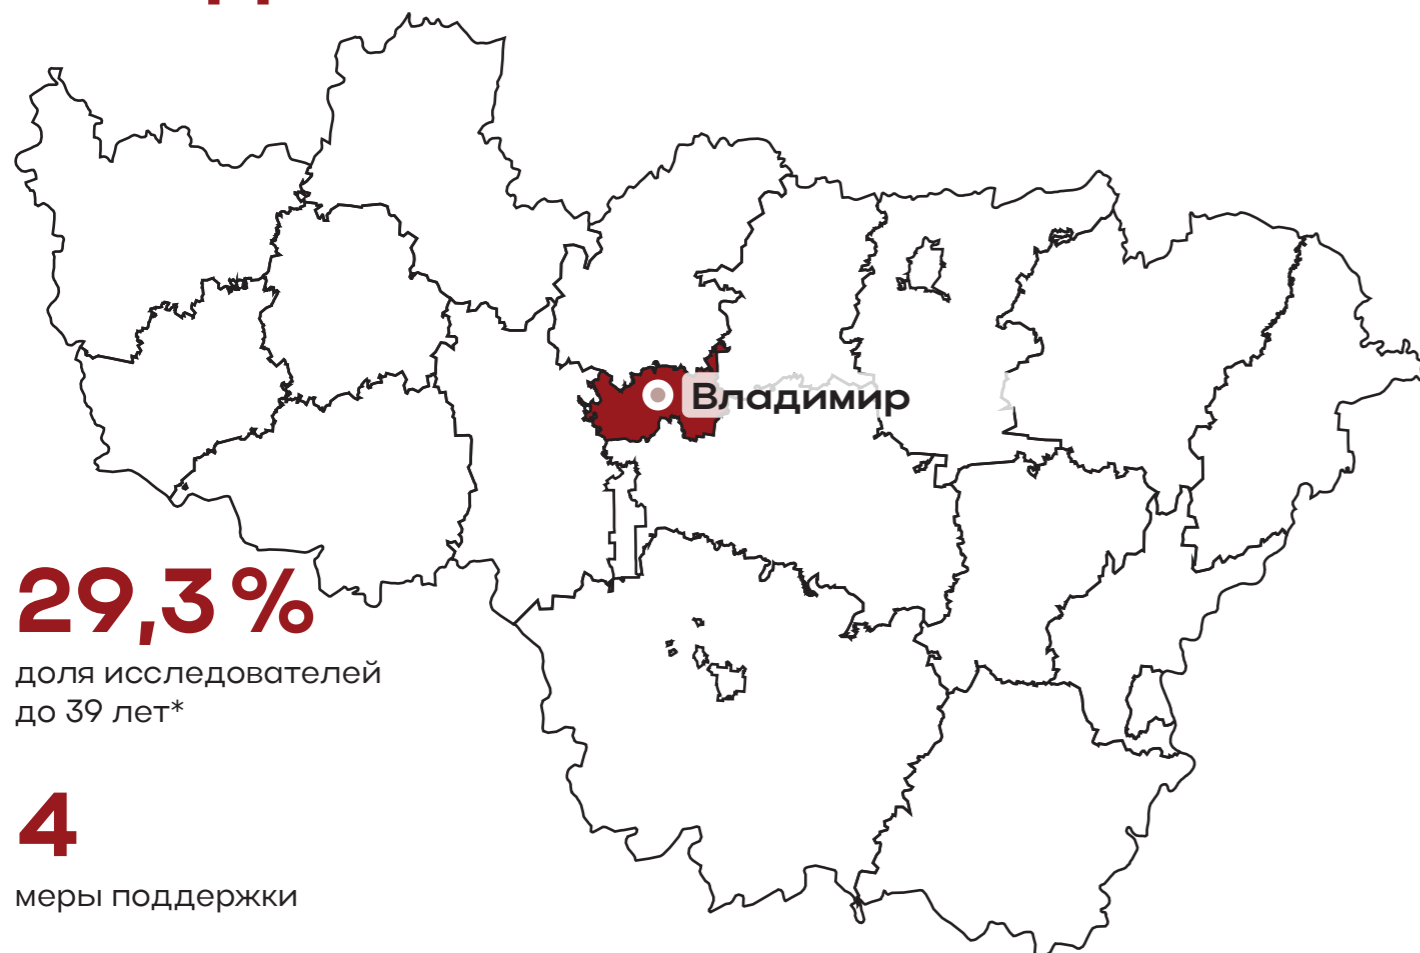 Владимир
29,3 %
доля исследователей
до 39 лет*
4
меры поддержки